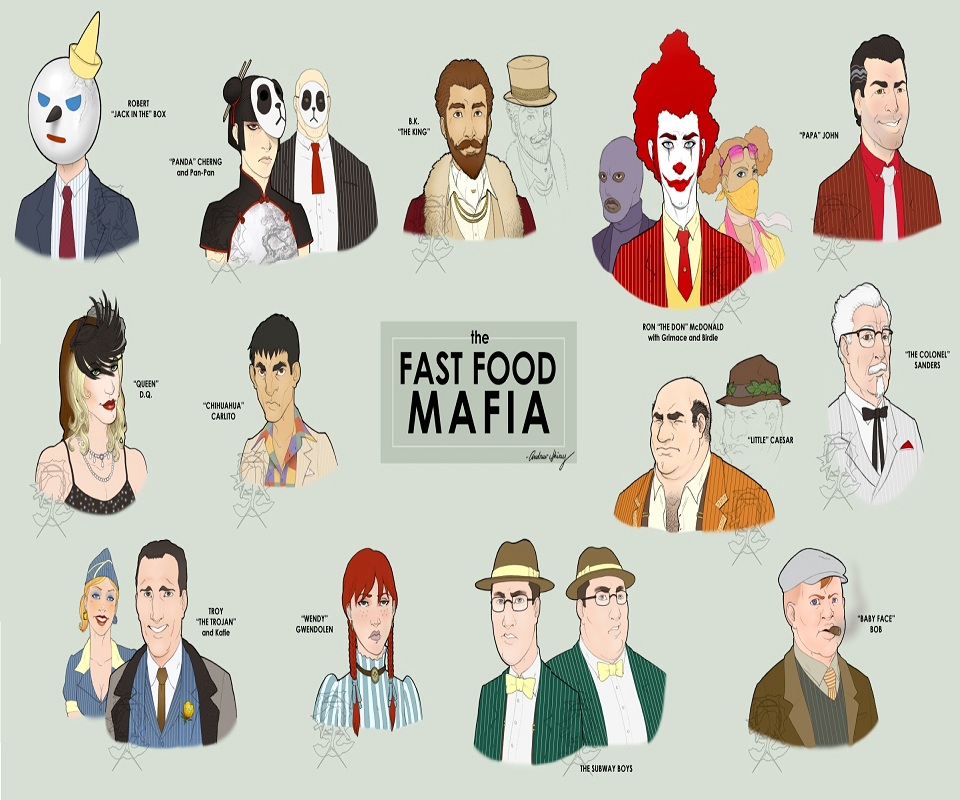 ROBERT
"JACK IN THE" BOX
"PANDA" CHERNG
and Pan-Pan
B.K.
"THE KING"
RON "THE DON" McDONALD
with Grimace and Birdie
"PAPA" JOHN
"QUEEN"
D.Q.
"CHIHUAHUA"
CARLITO
the
FAST FOOD
MAFIA
"LITTLE" CAESAR
"THE COLONEL"
SANDERS
TROY
"THE TROJAN"
and Katie
"WENDY"
GWENDOLEN
THE SUBWAY BOYS
"BABY FACE"
BOB